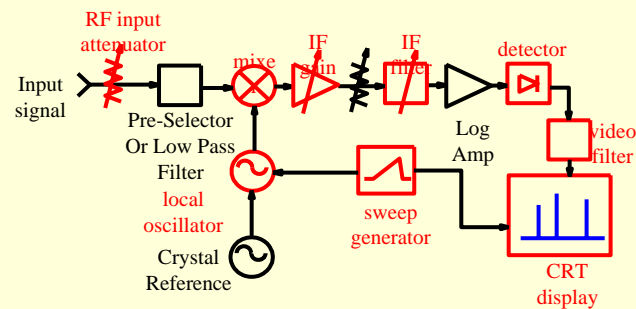 RF input
attenuator
Input
signal
Pre-Selector
Or Low Pass
Filter
mixe
IF
gain
IF
filter
Log
Amp
detector
video
filter
local
oscillator
sweep
generator
Crystal
Reference
CRT
display